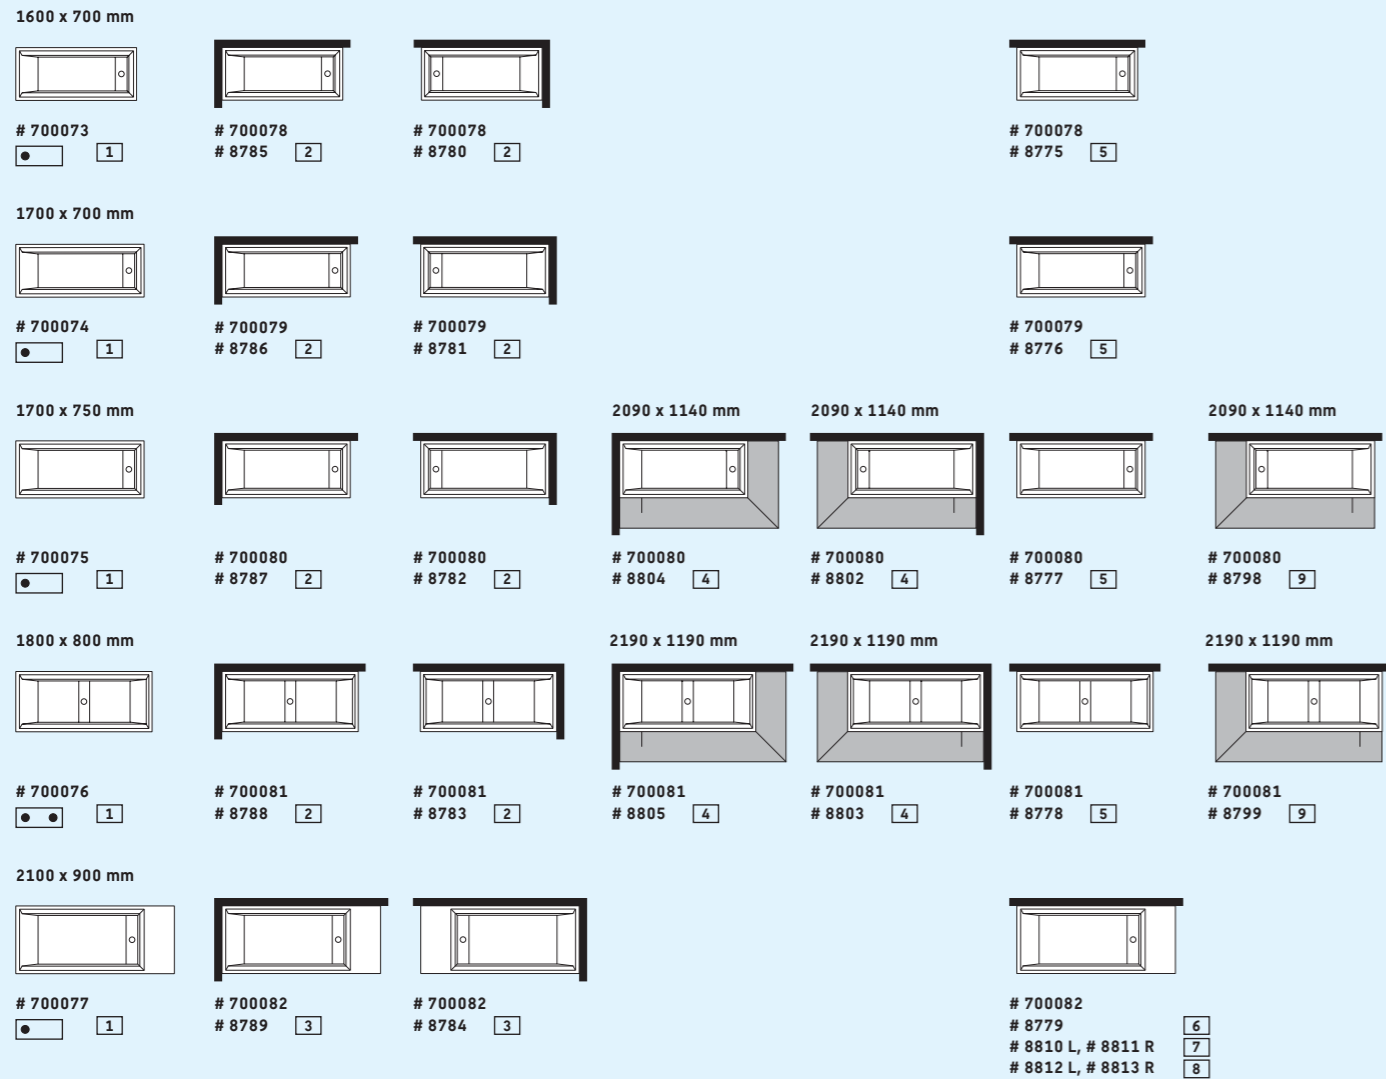 1600 x 700 mm
# 700073
1
# 700078
# 8785 2
# 700078
# 8780 2
# 700078
# 8775 5
1700 x 700 mm
# 700074
1
# 700079
# 8786 2
# 700079
# 8781 2
# 700079
# 8776 5
1700 x 750 mm
# 700075
1
# 700080
# 8787 2
# 700080
# 8782 2
2090 x 1140 mm
# 700080
# 8804 4
2090 x 1140 mm
# 700080
# 8802 4
# 700080
# 8777 5
2090 x 1140 mm
# 700080
# 8798 9
1800 x 800 mm
# 700076
1
# 700081
# 8788 2
# 700081
# 8783 2
2190 x 1190 mm
# 700081
# 8805 4
2190 x 1190 mm
# 700081
# 8803 4
# 700081
# 8778 5
2190 x 1190 mm
# 700081
# 8799 9
2100 x 900 mm
# 700077
1
# 700082
# 8789 3
# 700082
# 8784 3
# 700082
# 8779 6
# 8810 L, # 8811 R 7
# 8812 L, # 8813 R 8